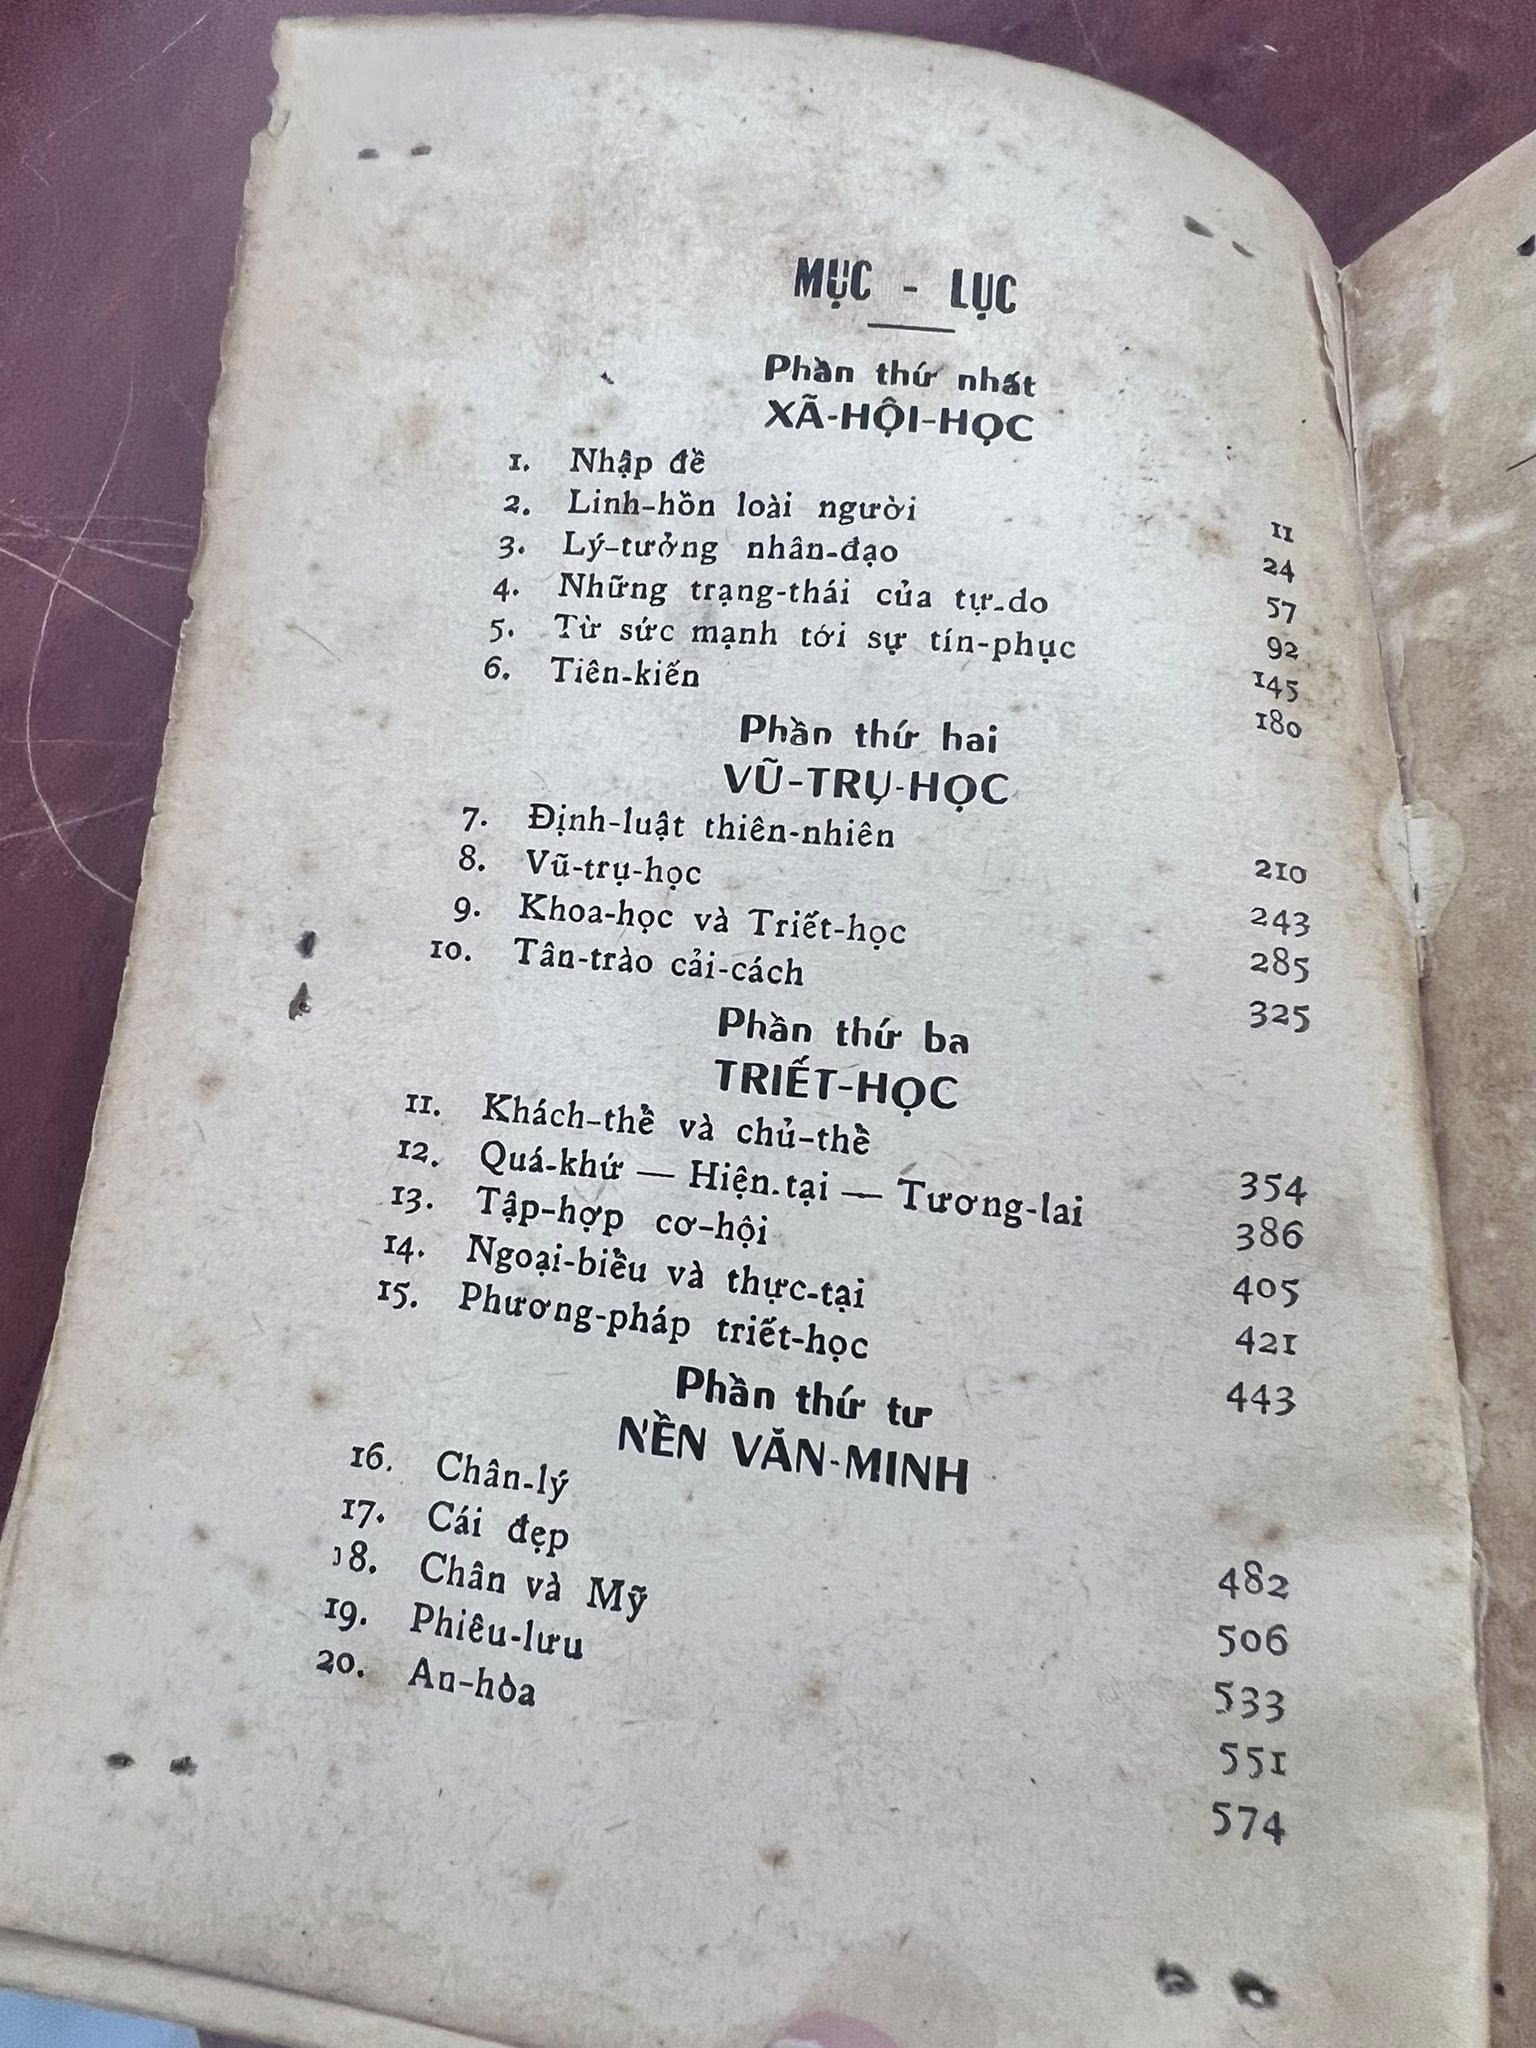 MỤC - LỤC
Phần thứ nhất
XÃ-HỘI-HỌC
1. Nhập đề 11
2. Linh-hồn loài người 24
3. Lý-tưởng nhân-đạo 57
4. Những trạng-thái của tự-do 92
5. Từ sức mạnh tới sự tín-phục 145
6. Tiên-kiến 180
Phần thứ hai
VŨ-TRỤ-HỌC
7. Định-luật thiên-nhiên 210
8. Vũ-trụ-học 243
9. Khoa-học và Triết-học 285
10. Tân-trào cải-cách 325
Phần thứ ba
TRIẾT-HỌC
11. Khách-thể và chủ-thể 354
12. Quá-khứ — Hiện-tại — Tương-lai 386
13. Tập-hợp cơ-hội 405
14. Ngoại-biểu và thực-tại 421
15. Phương-pháp triết-học 443
Phần thứ tư
NỀN VĂN-MINH
16. Chân-lý 482
17. Cái đẹp 506
18. Chân và Mỹ 533
19. Phiêu-lưu 551
20. An-hòa 574